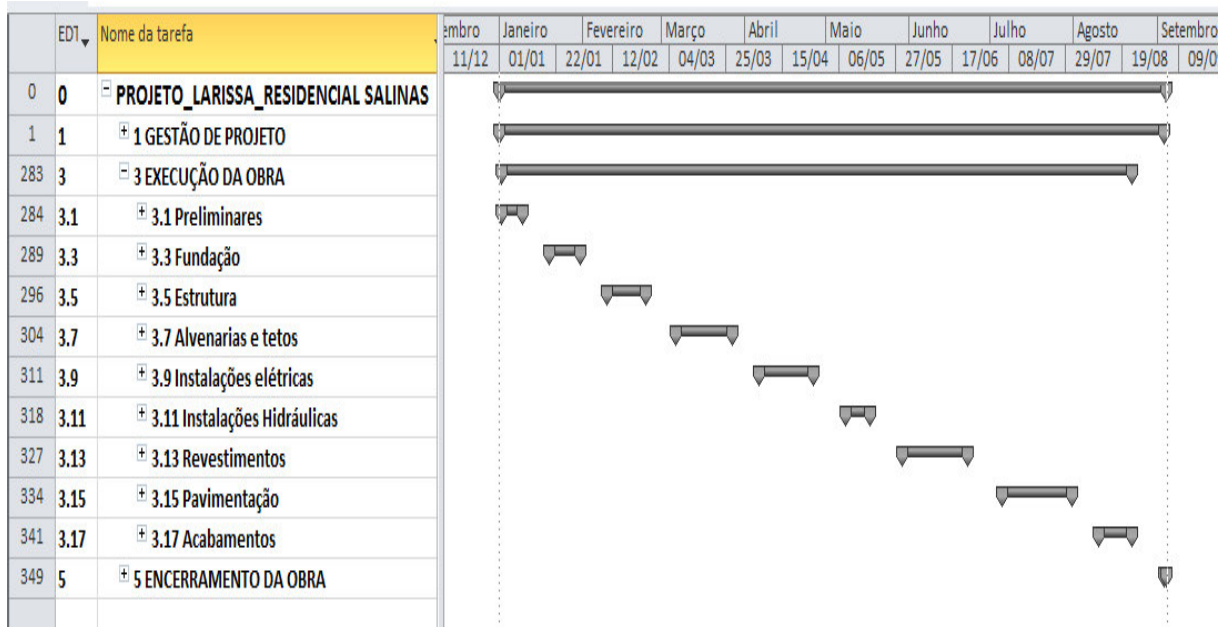 EDT Nome da tarefa embro Janeiro Fevereiro Março Abril Maio Junho Julho Agosto Setembro
11/12 01/01 22/01 12/02 04/03 25/03 15/04 06/05 27/05 17/06 08/07 29/07 19/08 09/09
0 0 PROJETO_LARISSA_RESIDENCIAL SALINAS
1 1 1 GESTÃO DE PROJETO
283 3 3 EXECUÇÃO DA OBRA
284 3.1 3.1 Preliminares
289 3.3 3.3 Fundação
296 3.5 3.5 Estrutura
304 3.7 3.7 Alvenarias e tetos
311 3.9 3.9 Instalações elétricas
318 3.11 3.11 Instalações Hidráulicas
327 3.13 3.13 Revestimentos
334 3.15 3.15 Pavimentação
341 3.17 3.17 Acabamentos
349 5 5 ENCERRAMENTO DA OBRA